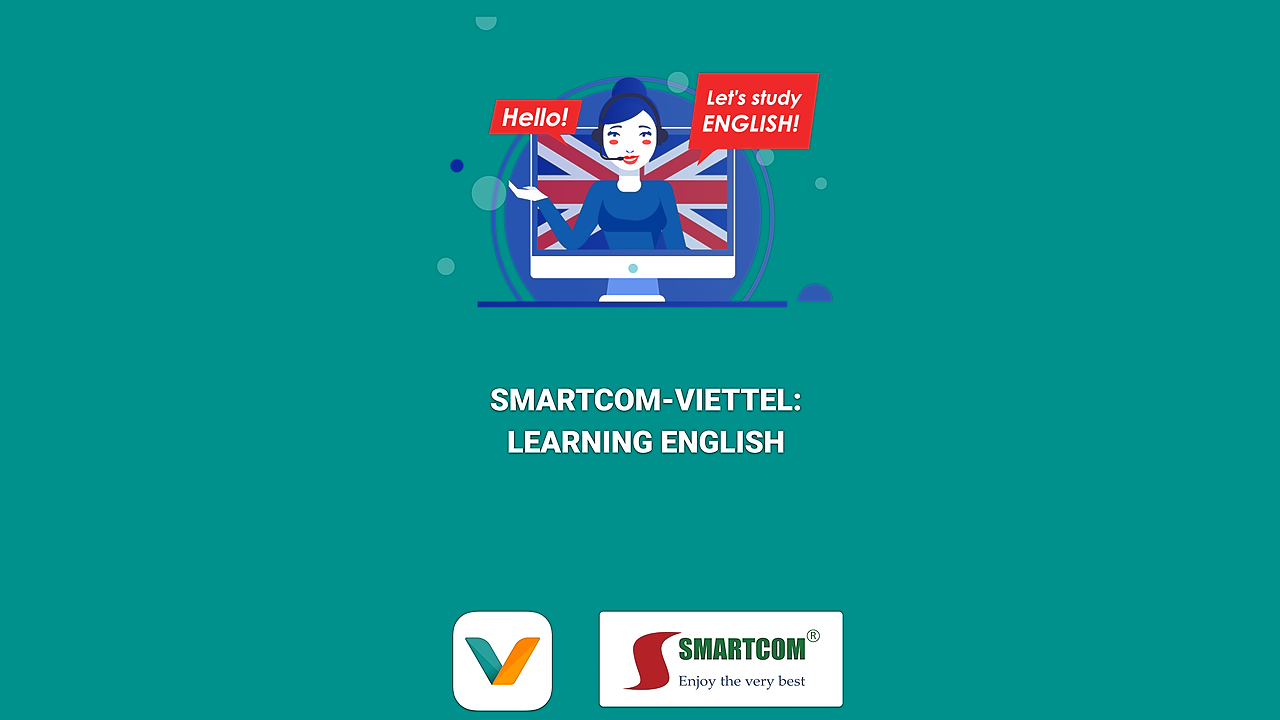 Hello!
Let's study
ENGLISH!
SMARTCOM-VIETTEL:
LEARNING ENGLISH
SMARTCOM®
Enjoy the very best